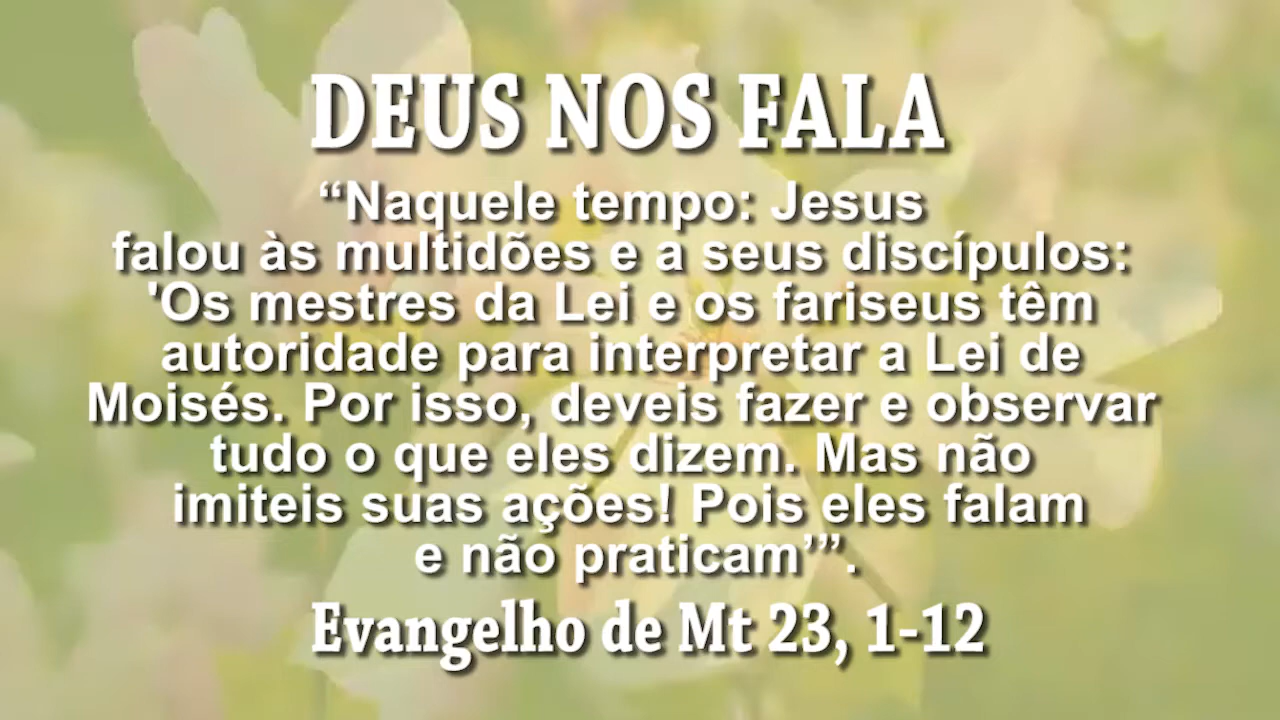 DEUS NOS FALA
“Naquele tempo: Jesus
falou às multidões e a seus discípulos:
'Os mestres da Lei e os fariseus têm
autoridade para interpretar a Lei de
Moisés. Por isso, deveis fazer e observar
tudo o que eles dizem. Mas não
imiteis suas ações! Pois eles falam
e não praticam’”.
Evangelho de Mt 23, 1-12